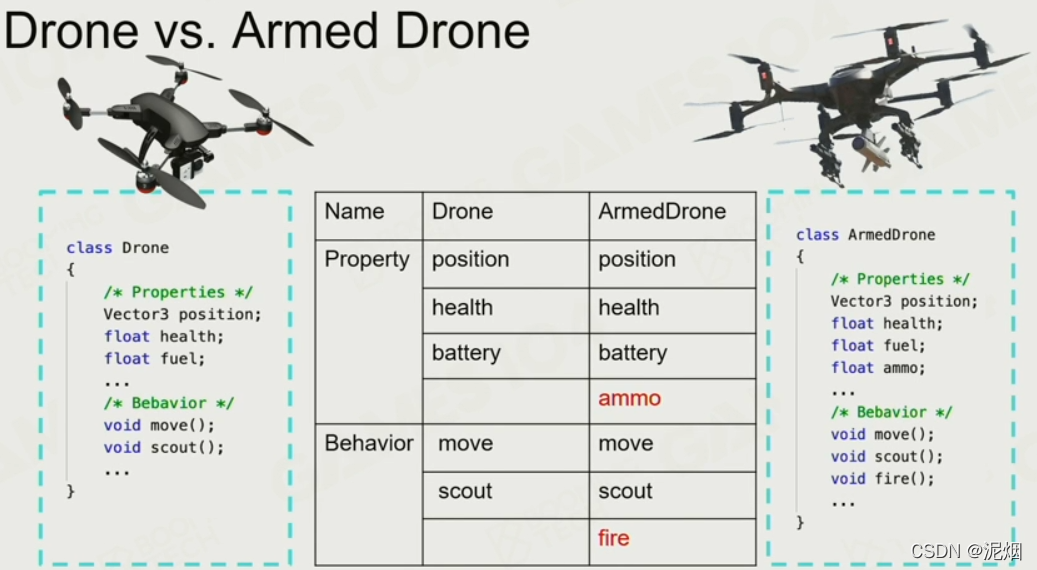 Drone vs. Armed Drone
class Drone
{
/* Properties */
Vector3 position;
float health;
float fuel;
...
/* Bebavior */
void move();
void scout();
...
}
Name Drone ArmedDrone
Property position position
health health
battery battery
ammo
Behavior move move
scout scout
fire
class ArmedDrone
{
/* Properties */
Vector3 position;
float health;
float fuel;
float ammo;
...
/* Bebavior */
void move();
void scout();
void fire();
...
}
CSDN @泥烟